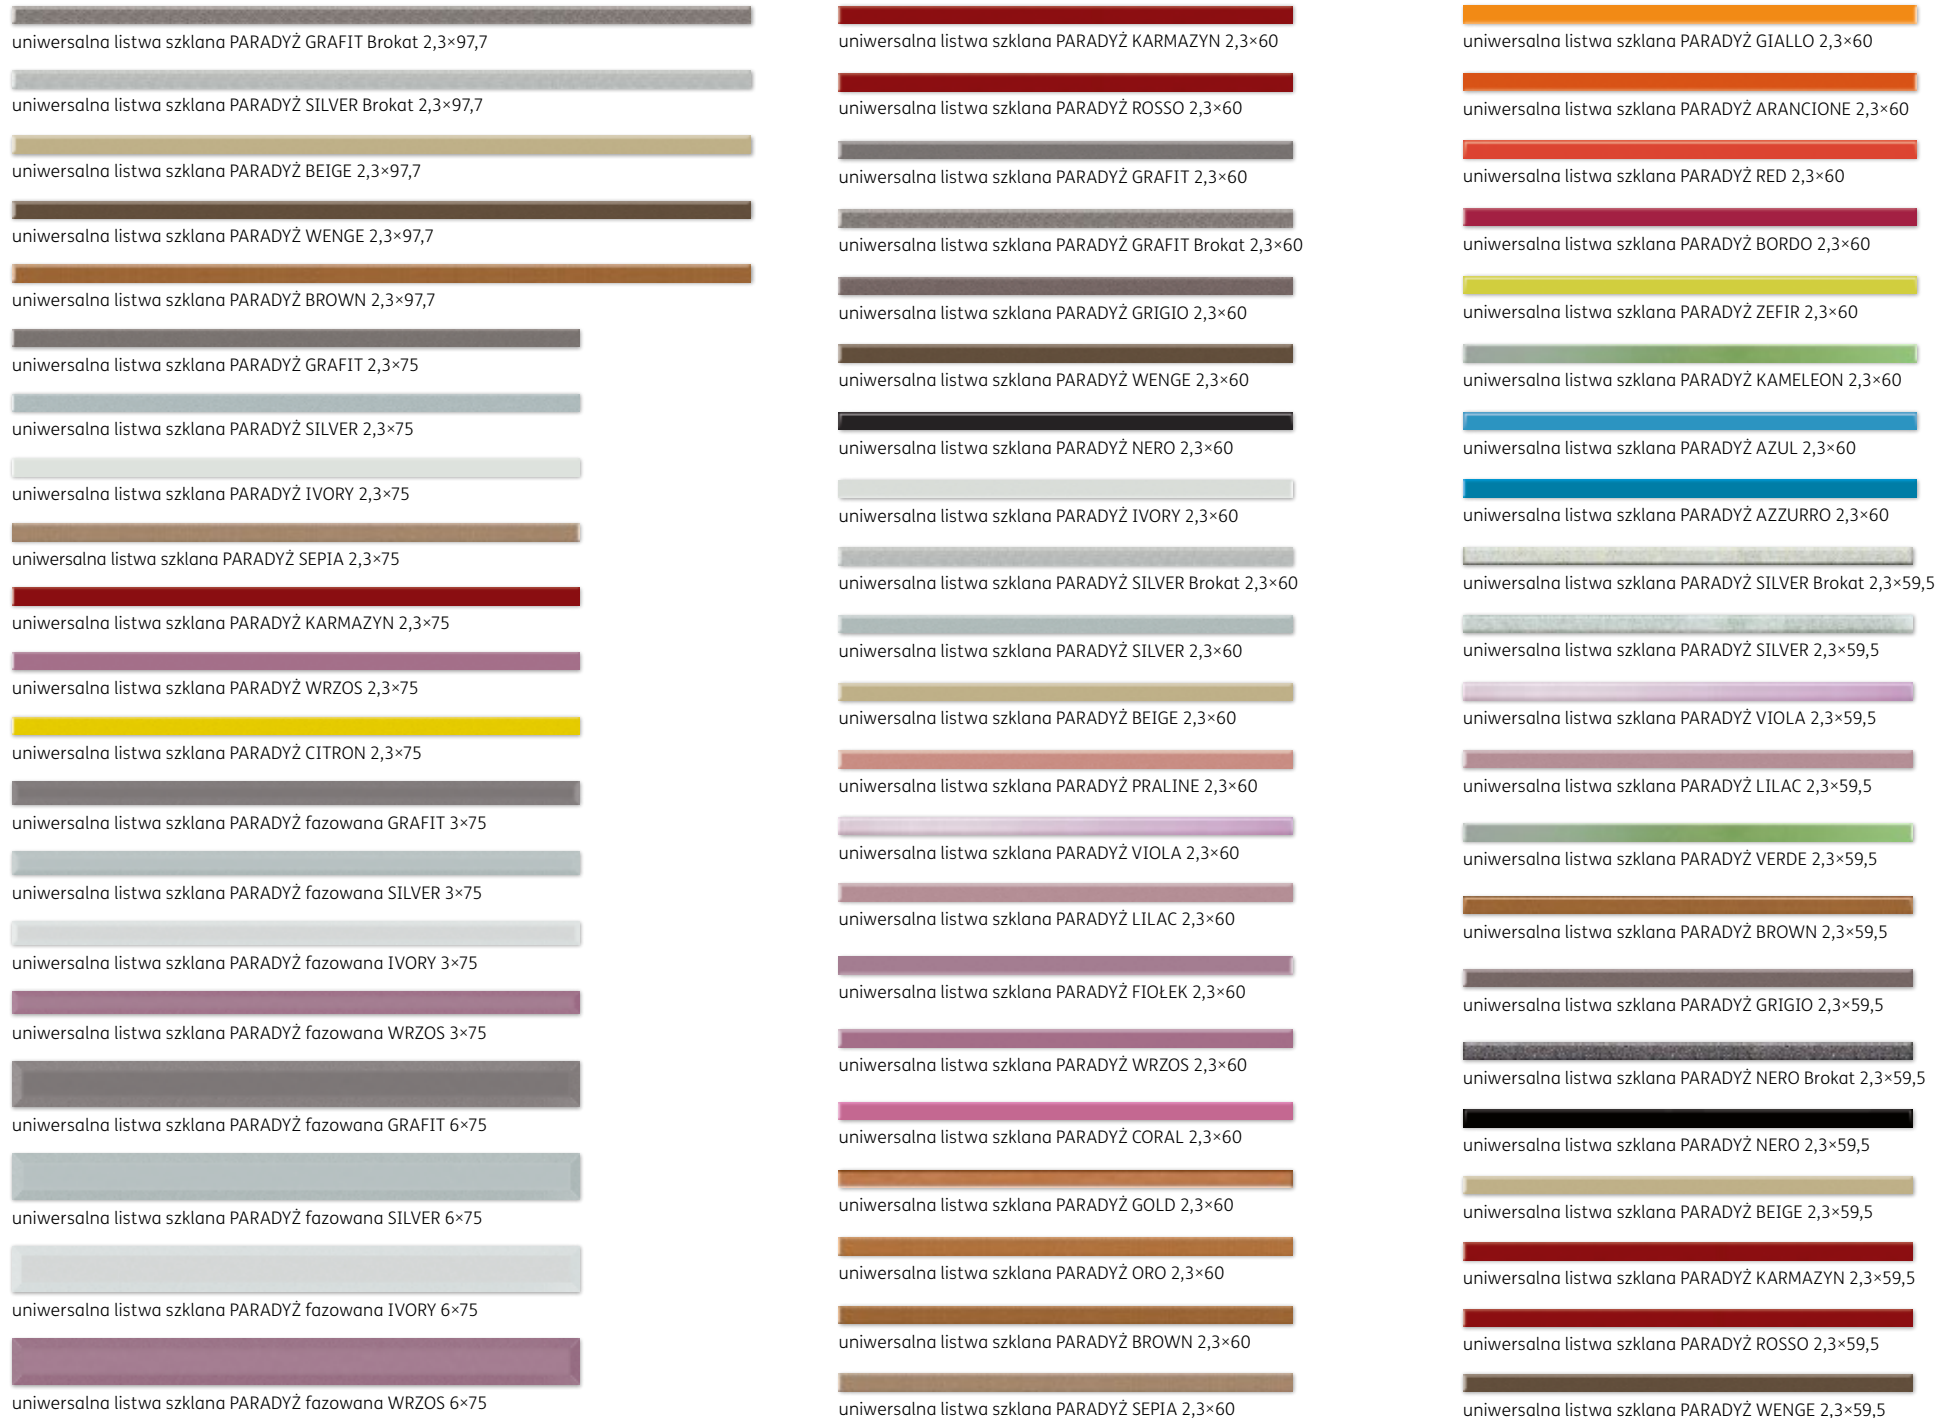 uniwersalna listwa szklana PARADYŻ GRAFIT Brokat 2,3×97,7
uniwersalna listwa szklana PARADYŻ SILVER Brokat 2,3×97,7
uniwersalna listwa szklana PARADYŻ BEIGE 2,3×97,7
uniwersalna listwa szklana PARADYŻ WENGE 2,3×97,7
uniwersalna listwa szklana PARADYŻ BROWN 2,3×97,7
uniwersalna listwa szklana PARADYŻ GRAFIT 2,3×75
uniwersalna listwa szklana PARADYŻ SILVER 2,3×75
uniwersalna listwa szklana PARADYŻ IVORY 2,3×75
uniwersalna listwa szklana PARADYŻ SEPIA 2,3×75
uniwersalna listwa szklana PARADYŻ KARMAZYN 2,3×75
uniwersalna listwa szklana PARADYŻ WRZOS 2,3×75
uniwersalna listwa szklana PARADYŻ CITRON 2,3×75
uniwersalna listwa szklana PARADYŻ fazowana GRAFIT 3×75
uniwersalna listwa szklana PARADYŻ fazowana SILVER 3×75
uniwersalna listwa szklana PARADYŻ fazowana IVORY 3×75
uniwersalna listwa szklana PARADYŻ fazowana WRZOS 3×75
uniwersalna listwa szklana PARADYŻ fazowana GRAFIT 6×75
uniwersalna listwa szklana PARADYŻ fazowana SILVER 6×75
uniwersalna listwa szklana PARADYŻ fazowana IVORY 6×75
uniwersalna listwa szklana PARADYŻ fazowana WRZOS 6×75
uniwersalna listwa szklana PARADYŻ KARMAZYN 2,3×60
uniwersalna listwa szklana PARADYŻ ROSSO 2,3×60
uniwersalna listwa szklana PARADYŻ GRAFIT 2,3×60
uniwersalna listwa szklana PARADYŻ GRAFIT Brokat 2,3×60
uniwersalna listwa szklana PARADYŻ GRIGIO 2,3×60
uniwersalna listwa szklana PARADYŻ WENGE 2,3×60
uniwersalna listwa szklana PARADYŻ NERO 2,3×60
uniwersalna listwa szklana PARADYŻ IVORY 2,3×60
uniwersalna listwa szklana PARADYŻ SILVER Brokat 2,3×60
uniwersalna listwa szklana PARADYŻ SILVER 2,3×60
uniwersalna listwa szklana PARADYŻ BEIGE 2,3×60
uniwersalna listwa szklana PARADYŻ PRALINE 2,3×60
uniwersalna listwa szklana PARADYŻ VIOLA 2,3×60
uniwersalna listwa szklana PARADYŻ LILAC 2,3×60
uniwersalna listwa szklana PARADYŻ FIOŁEK 2,3×60
uniwersalna listwa szklana PARADYŻ WRZOS 2,3×60
uniwersalna listwa szklana PARADYŻ CORAL 2,3×60
uniwersalna listwa szklana PARADYŻ GOLD 2,3×60
uniwersalna listwa szklana PARADYŻ ORO 2,3×60
uniwersalna listwa szklana PARADYŻ BROWN 2,3×60
uniwersalna listwa szklana PARADYŻ SEPIA 2,3×60
uniwersalna listwa szklana PARADYŻ GIALLO 2,3×60
uniwersalna listwa szklana PARADYŻ ARANCIONE 2,3×60
uniwersalna listwa szklana PARADYŻ RED 2,3×60
uniwersalna listwa szklana PARADYŻ BORDO 2,3×60
uniwersalna listwa szklana PARADYŻ ZEFIR 2,3×60
uniwersalna listwa szklana PARADYŻ KAMELEON 2,3×60
uniwersalna listwa szklana PARADYŻ AZUL 2,3×60
uniwersalna listwa szklana PARADYŻ AZZURRO 2,3×60
uniwersalna listwa szklana PARADYŻ SILVER Brokat 2,3×59,5
uniwersalna listwa szklana PARADYŻ SILVER 2,3×59,5
uniwersalna listwa szklana PARADYŻ VIOLA 2,3×59,5
uniwersalna listwa szklana PARADYŻ LILAC 2,3×59,5
uniwersalna listwa szklana PARADYŻ VERDE 2,3×59,5
uniwersalna listwa szklana PARADYŻ BROWN 2,3×59,5
uniwersalna listwa szklana PARADYŻ GRIGIO 2,3×59,5
uniwersalna listwa szklana PARADYŻ NERO Brokat 2,3×59,5
uniwersalna listwa szklana PARADYŻ NERO 2,3×59,5
uniwersalna listwa szklana PARADYŻ BEIGE 2,3×59,5
uniwersalna listwa szklana PARADYŻ KARMAZYN 2,3×59,5
uniwersalna listwa szklana PARADYŻ ROSSO 2,3×59,5
uniwersalna listwa szklana PARADYŻ WENGE 2,3×59,5